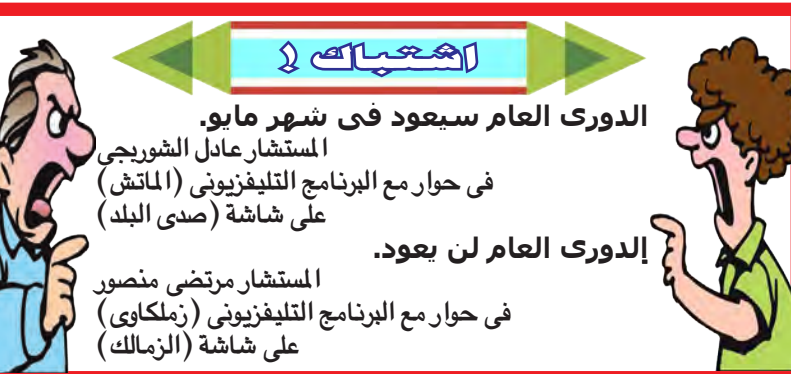 اشتباك !
الدورى العام سيعود فى شهر مايو.
المستشار عادل الشوربجى
فى حوار مع البرنامج التليفزيونى (الماتش)
على شاشة (صدى البلد)
إلدورى العام لن يعود.
المستشار مرتضى منصور
فى حوار مع البرنامج التليفزيونى (زملكاوى)
على شاشة (الزمالك)